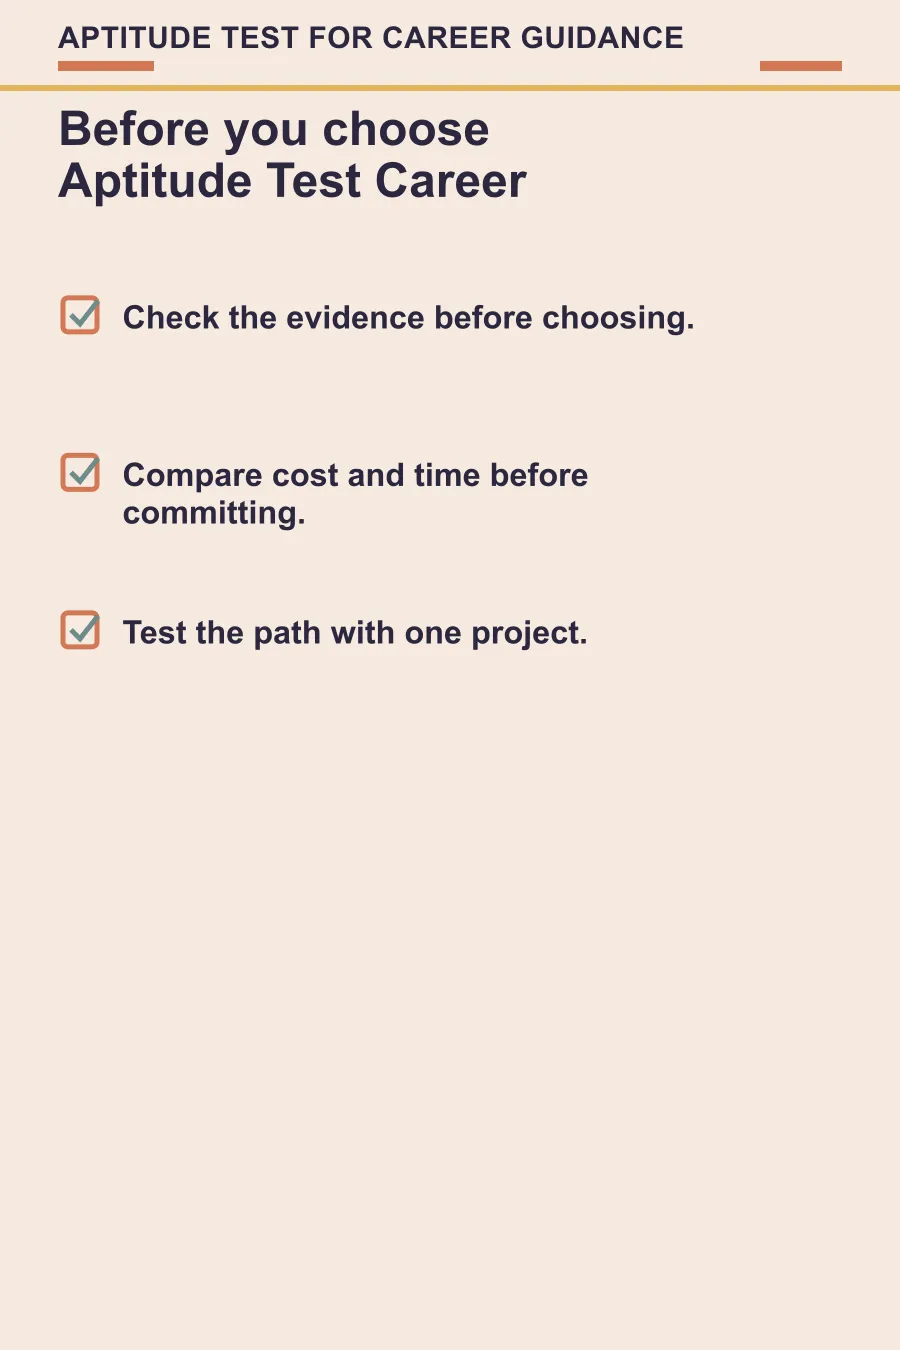 APTITUDE TEST FOR CAREER GUIDANCE
Before you choose
Aptitude Test Career
Check the evidence before choosing.
Compare cost and time before
committing.
Test the path with one project.